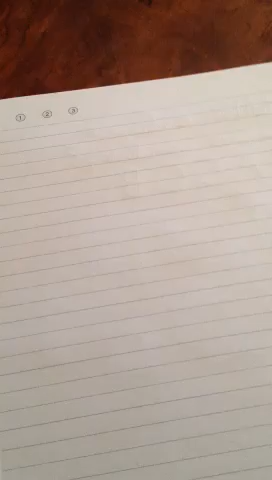 ① ② ③